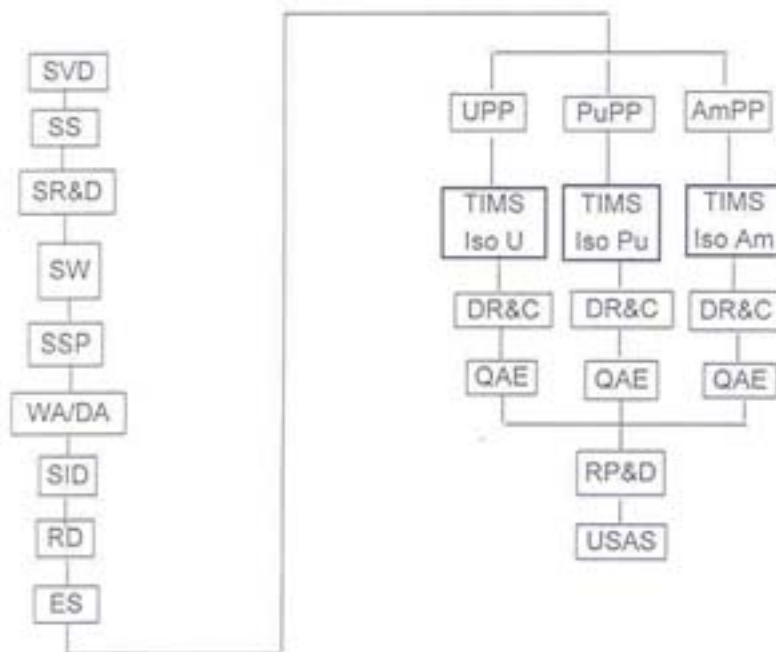 SVD
SS
SR&D
SW
SSP
WA/DA
SID
RD
ES
UPP
PuPP
AmPP
TIMS
Iso U
TIMS
Iso Pu
TIMS
Iso Am
DR&C
DR&C
DR&C
QAE
QAE
QAE
RP&D
USAS